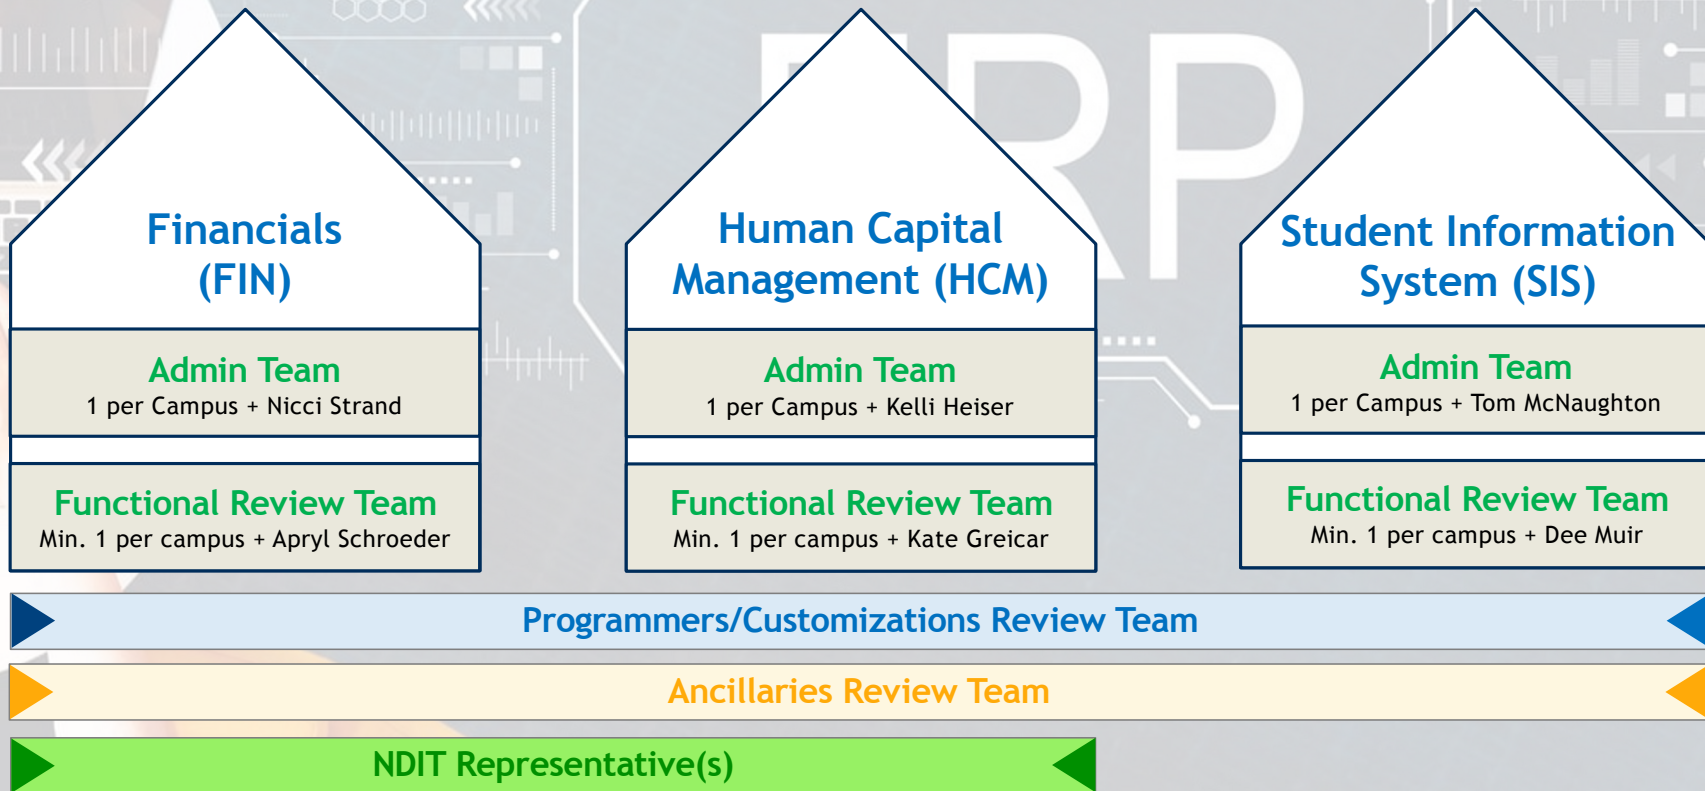 ERP
Financials
(FIN)
Admin Team
1 per Campus + Nicci Strand
Functional Review Team
Min. 1 per campus + Apryl Schroeder
Human Capital
Management (HCM)
Admin Team
1 per Campus + Kelli Heiser
Functional Review Team
Min. 1 per campus + Kate Greicar
Student Information
System (SIS)
Admin Team
1 per Campus + Tom McNaughton
Functional Review Team
Min. 1 per campus + Dee Muir
Programmers/Customizations Review Team
Ancillaries Review Team
NDIT Representative(s)